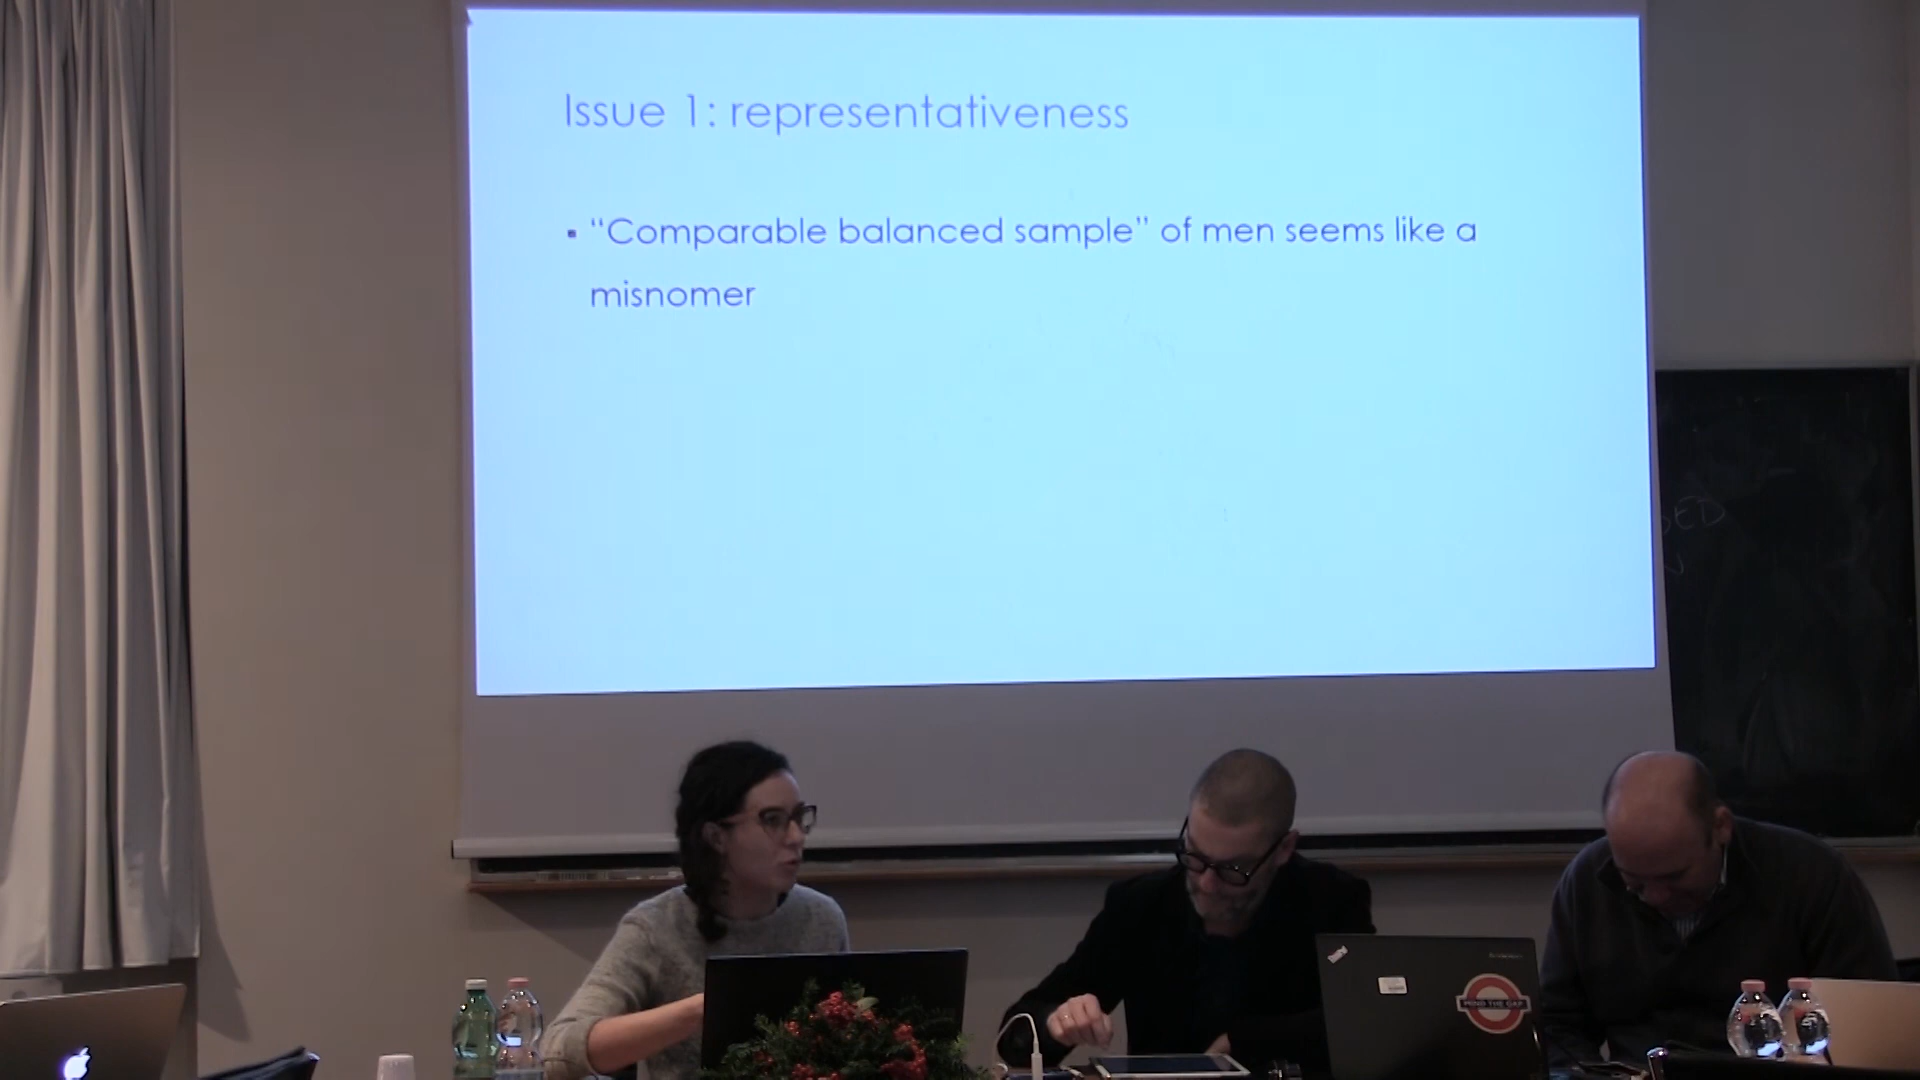 Issue 1: representativeness
▪ “Comparable balanced sample” of men seems like a
misnomer
MIND THE GAP